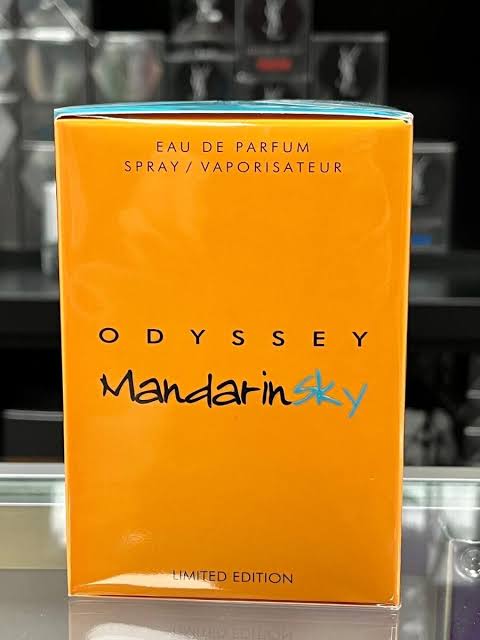 EAU DE PARFUM
SPRAY / VAPORISATEUR
ODYSSEY
Mandarinsky
LIMITED EDITION